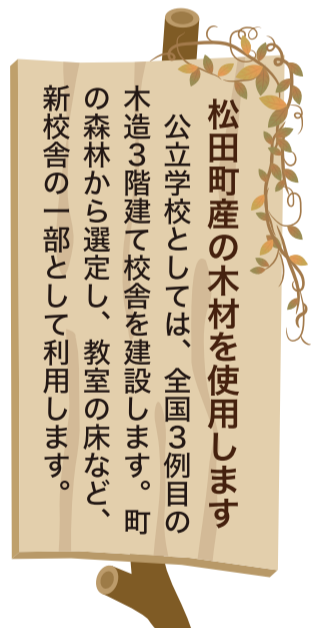 松田町産の木材を使用します
公立学校としては、全国3例目の
木造3階建て校舎を建設します。町
の森林から選定し、教室の床など、
新校舎の一部として利用します。